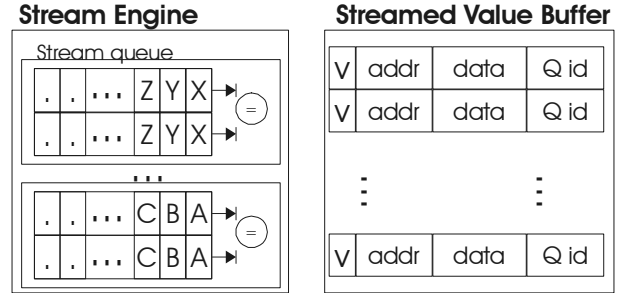 Stream Engine
Stream queue
. . ... Z Y X =
. . ... Z Y X
...
. . ... C B A =
. . ... C B A
Streamed Value Buffer
V addr data Q id
V addr data Q id
⋮ ⋮
V addr data Q id